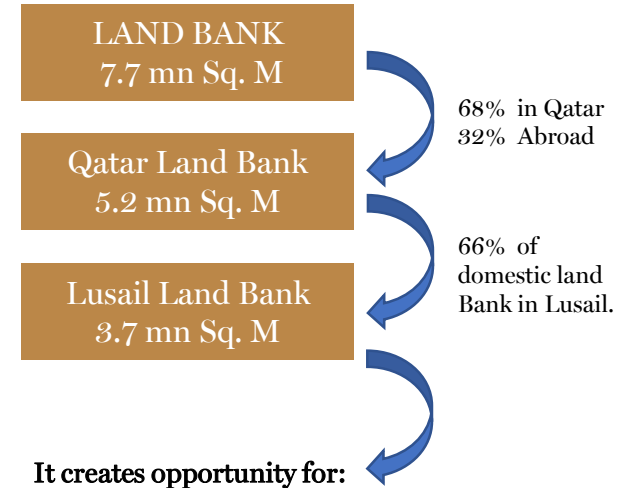 LAND BANK
7.7 mn Sq. M
68% in Qatar
32% Abroad
Qatar Land Bank
5.2 mn Sq. M
66% of
domestic land
Bank in Lusail.
Lusail Land Bank
3.7 mn Sq. M
It creates opportunity for: